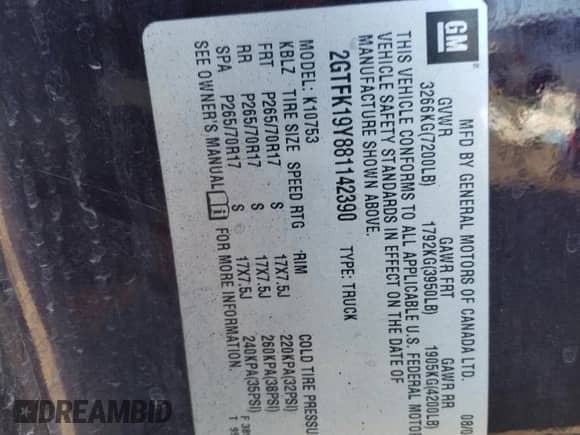 GM
®
MFD BY GENERAL MOTORS OF CANADA LTD. 08/0
GVWR GAWR FRT GAWR RR
3266KG(7200LB) 1792KG(3950LB) 1905KG(4200LB)
THIS VEHICLE CONFORMS TO ALL APPLICABLE U.S. FEDERAL MOTO
VEHICLE SAFETY STANDARDS IN EFFECT ON THE DATE OF
MANUFACTURE SHOWN ABOVE.
2GTFK19Y881142390 TYPE: TRUCK
MODEL: K10753
KBLZ TIRE SIZE SPEED RTG RIM COLD TIRE PRESSU
FRT P265/70R17 S 17X7.5J 220KPA(32PSI)
RR P265/70R17 S 17X7.5J 260KPA(38PSI)
SPA P265/70R17 S 17X7.5J 240KPA(35PSI)
SEE OWNER'S MANUAL FOR MORE INFORMATION.
DREAMBID